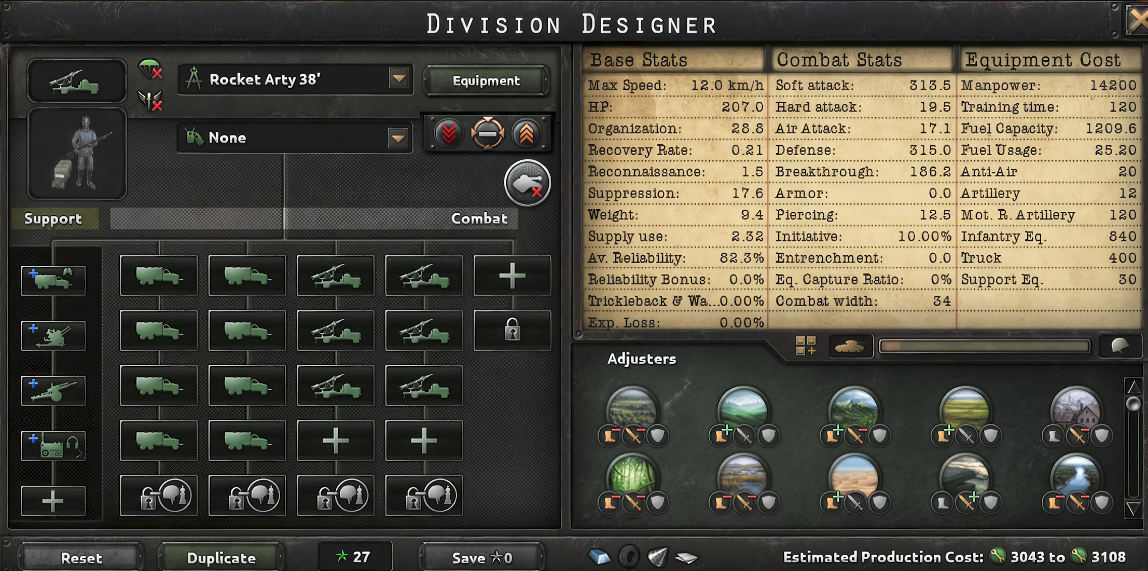 Division Designer
Rocket Arty 38'
Equipment
None
Support
Combat
Base Stats
Max Speed: 12.0 km/h
HP: 207.0
Organization: 28.8
Recovery Rate: 0.21
Reconnaissance: 1.5
Suppression: 17.6
Weight: 9.4
Supply use: 2.32
Av. Reliability: 82.3%
Reliability Bonus: 0.0%
Trickleback & Wa...0.00%
Exp. Loss: 0.00%
Combat Stats
Soft attack: 313.5
Hard attack: 19.5
Air Attack: 17.1
Defense: 315.0
Breakthrough: 186.2
Armor: 0.0
Piercing: 12.5
Initiative: 10.00%
Entrenchment: 0.0
Eq. Capture Ratio: 0%
Combat width: 34
Equipment Cost
Manpower: 14200
Training time: 120
Fuel Capacity: 1209.6
Fuel Usage: 25.20
Anti-Air 20
Artillery 12
Mot. R. Artillery 120
Infantry Eq. 840
Truck 400
Support Eq. 30
Adjusters
Reset
Duplicate
27
Save 0
Estimated Production Cost: 3043 to 3108